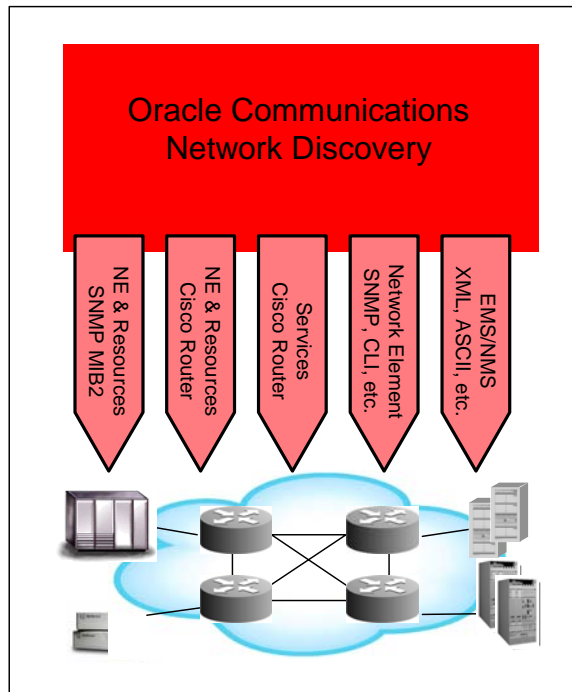 Oracle Communications
Network Discovery
NE & Resources
SNMP MIB2
NE & Resources
Cisco Router
Services
Cisco Router
Network Element
SNMP, CLI, etc.
EMS/NMS
XML, ASCII, etc.